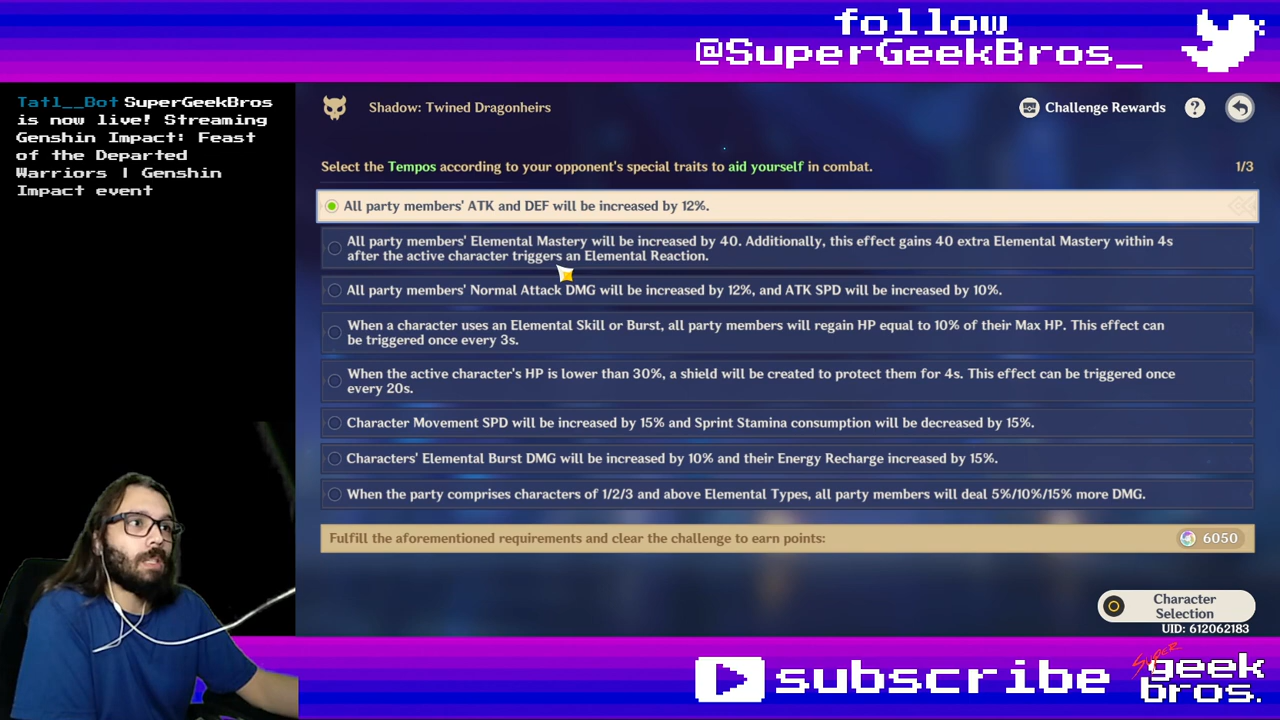 follow
@SuperGeekBros_
Tatl__Bot SuperGeekBros
is now live! Streaming
Genshin Impact: Feast
of the Departed
Warriors | Genshin
Impact event
Shadow: Twined Dragonheirs
Challenge Rewards
?
Select the Tempos according to your opponent's special traits to aid yourself in combat.
1/3
All party members' ATK and DEF will be increased by 12%.
All party members' Elemental Mastery will be increased by 40. Additionally, this effect gains 40 extra Elemental Mastery within 4s
after the active character triggers an Elemental Reaction.
All party members' Normal Attack DMG will be increased by 12%, and ATK SPD will be increased by 10%.
When a character uses an Elemental Skill or Burst, all party members will regain HP equal to 10% of their Max HP. This effect can
be triggered once every 3s.
When the active character's HP is lower than 30%, a shield will be created to protect them for 4s. This effect can be triggered once
every 20s.
Character Movement SPD will be increased by 15% and Sprint Stamina consumption will be decreased by 15%.
Characters' Elemental Burst DMG will be increased by 10% and their Energy Recharge increased by 15%.
When the party comprises characters of 1/2/3 and above Elemental Types, all party members will deal 5%/10%/15% more DMG.
Fulfill the aforementioned requirements and clear the challenge to earn points:
6050
Character
Selection
UID: 612062183
subscribe
SUPER
geek
bros.